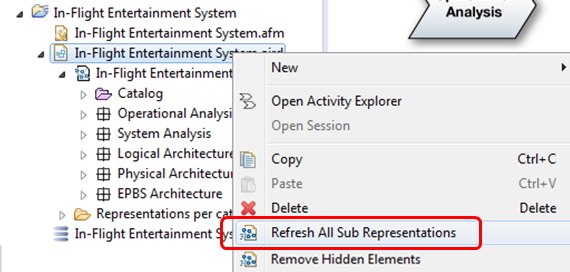 In-Flight Entertainment System
In-Flight Entertainment System.afm
In-Flight Entertainment System.aird
In-Flight Entertainment
Catalog
Operational Analysis
System Analysis
Logical Architecture
Physical Architectu
EPBS Architecture
Representations per cat
In-Flight Entertainment Syst
Analysis
New
Open Activity Explorer
Open Session
Copy Ctrl+C
Paste Ctrl+V
Delete Delete
Refresh All Sub Representations
Remove Hidden Elements